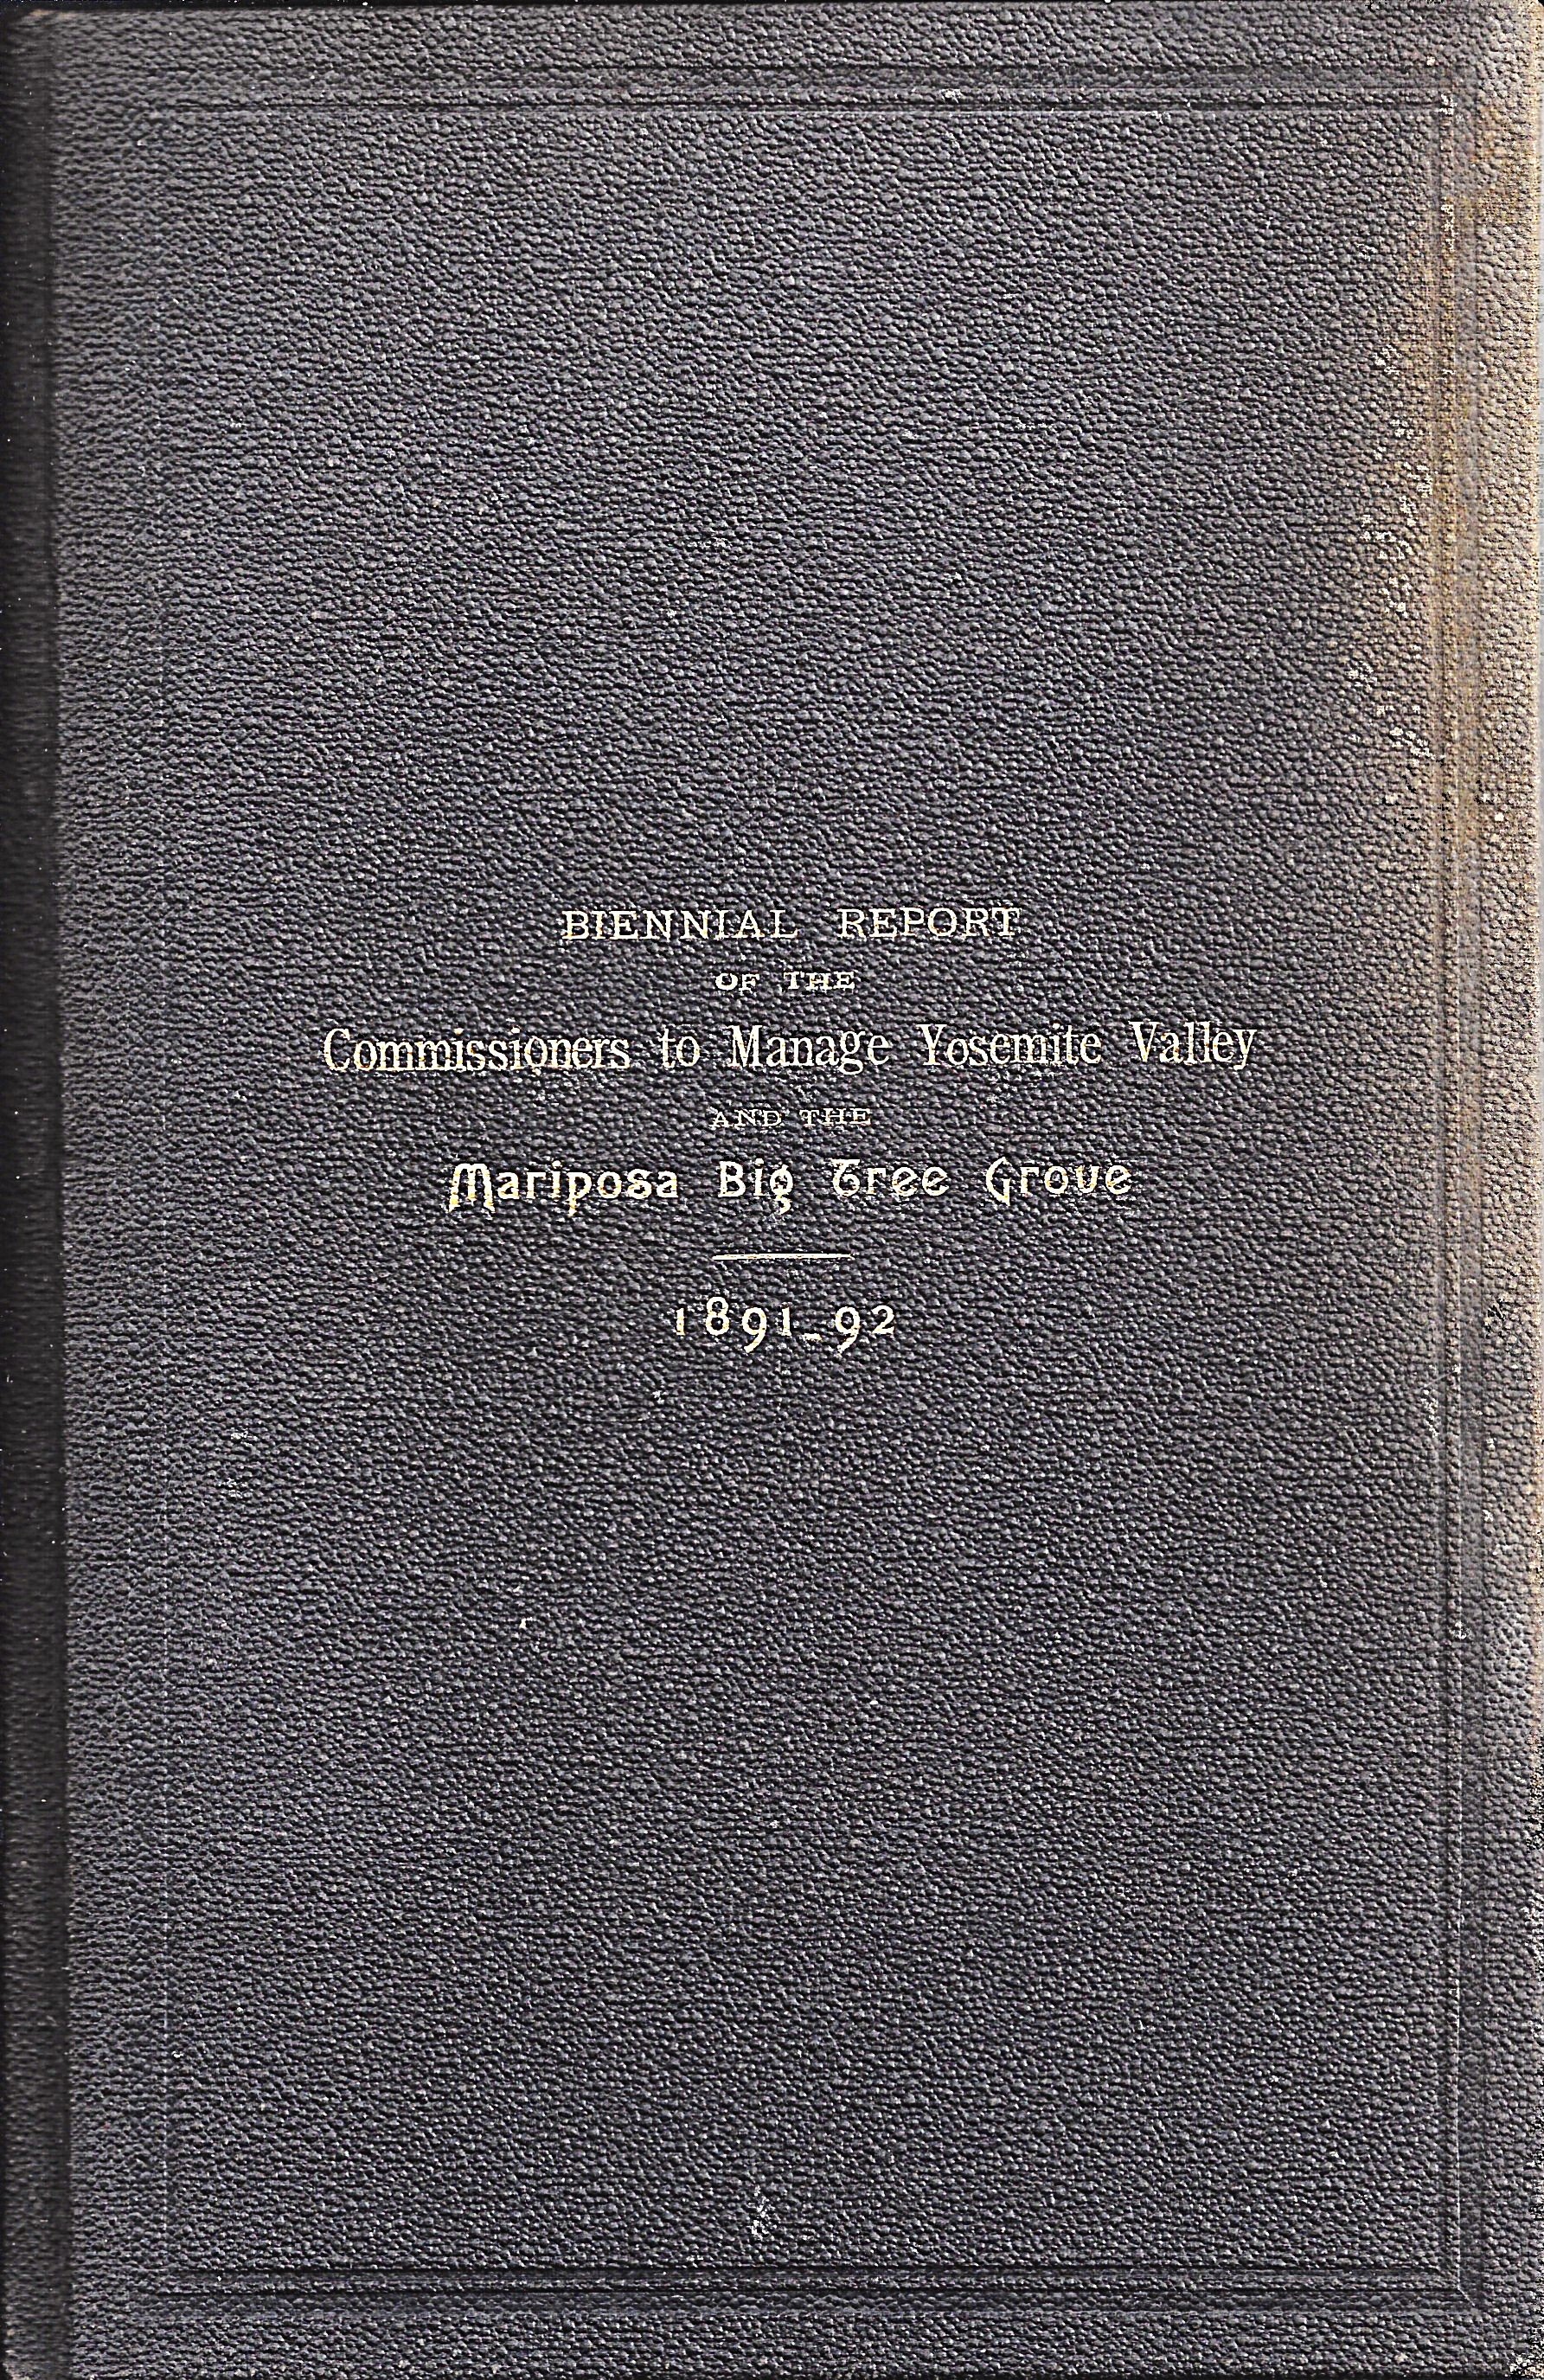 BIENNIAL REPORT
OF THE
Commissioners to Manage Yosemite Valley
AND THE
Mariposa Big Tree Grove
1891-92